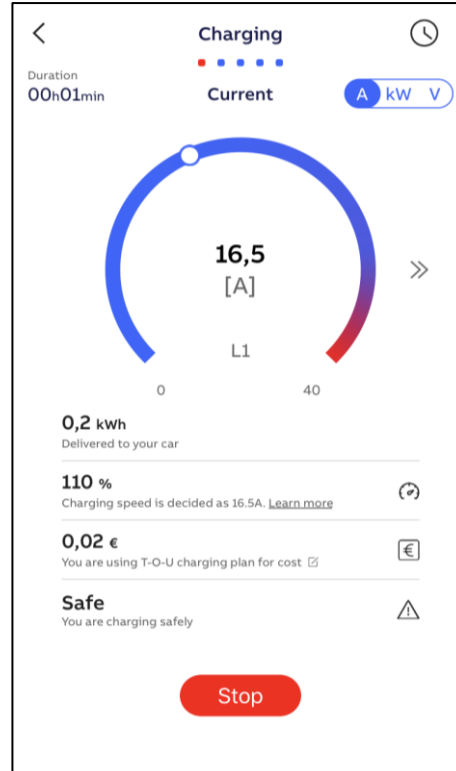 Charging
Duration
00h01min
Current
A kW V
16,5
[A]
L1
0 40
0,2 kWh
Delivered to your car
110 %
Charging speed is decided as 16.5A. Learn more
0,02 €
You are using T-O-U charging plan for cost
€
Safe
You are charging safely
Stop